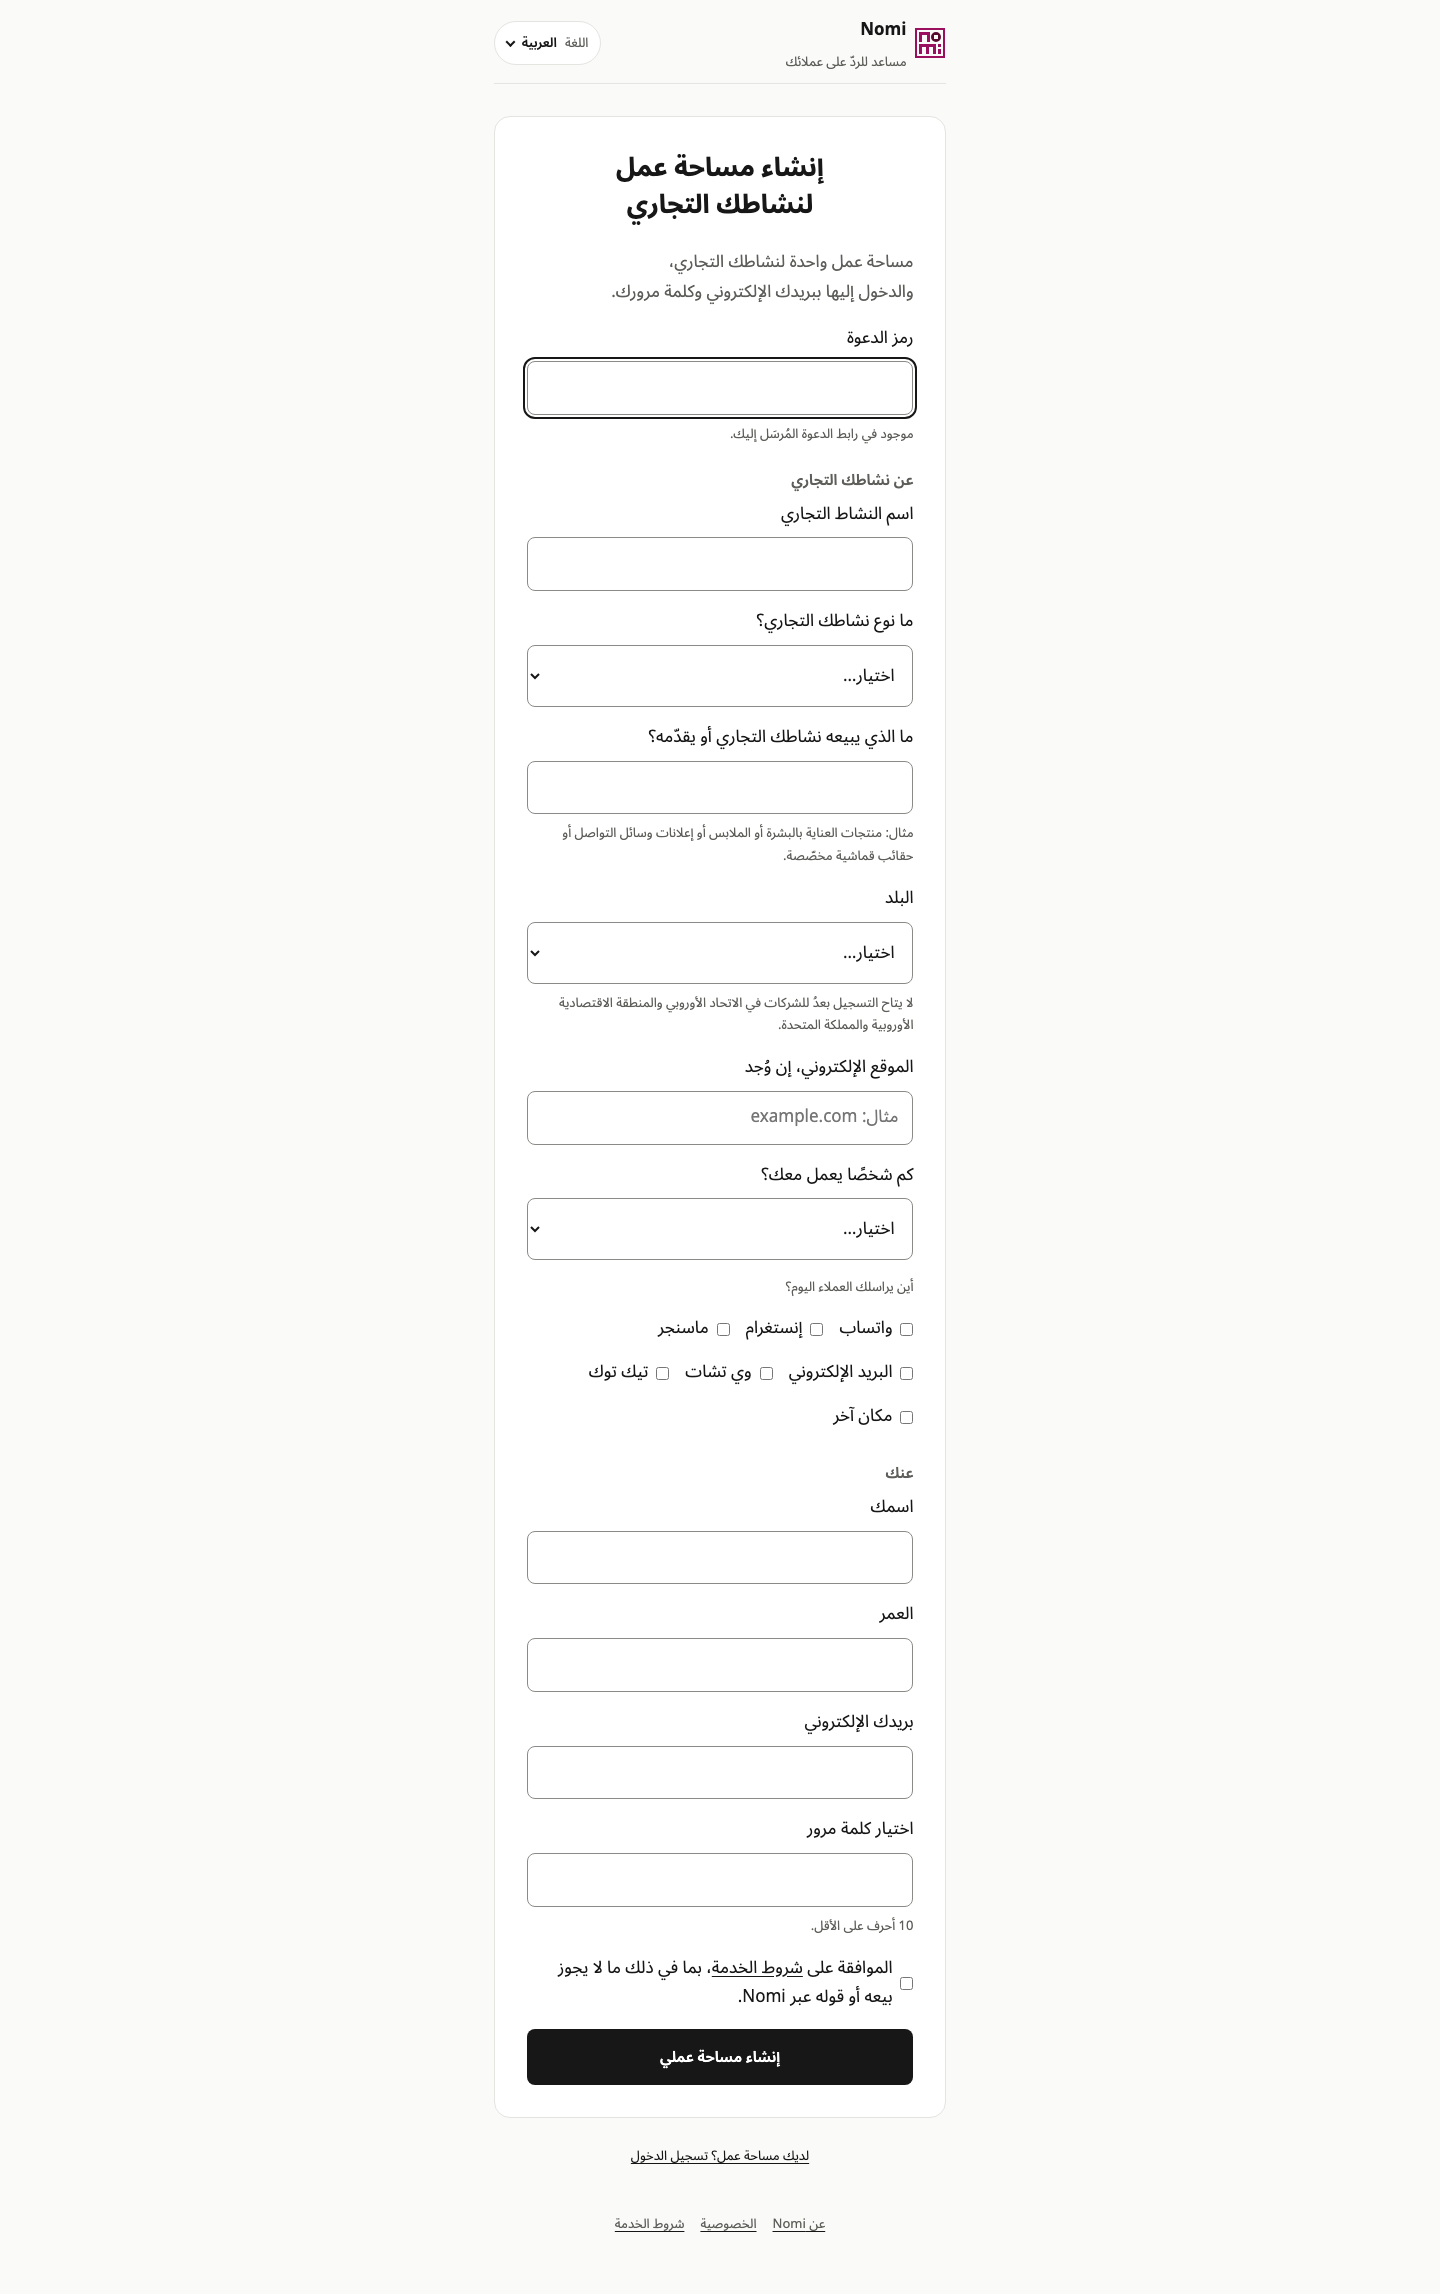 Nomi
مساعد للردّ على عملائك
اللغة العربية
إنشاء مساحة عمل
لنشاطك التجاري
مساحة عمل واحدة لنشاطك التجاري،
والدخول إليها ببريدك الإلكتروني وكلمة مرورك.
رمز الدعوة
موجود في رابط الدعوة المُرسَل إليك.
عن نشاطك التجاري
اسم النشاط التجاري
ما نوع نشاطك التجاري؟
اختيار...
ما الذي يبيعه نشاطك التجاري أو يقدّمه؟
مثال: منتجات العناية بالبشرة أو الملابس أو إعلانات وسائل التواصل أو
حقائب قماشية مخصّصة.
البلد
اختيار...
لا يتاح التسجيل بعدُ للشركات في الاتحاد الأوروبي والمنطقة الاقتصادية
الأوروبية والمملكة المتحدة.
الموقع الإلكتروني، إن وُجد
مثال: example.com
كم شخصًا يعمل معك؟
اختيار...
أين يراسلك العملاء اليوم؟
واتساب إنستغرام ماسنجر
البريد الإلكتروني وي تشات تيك توك
مكان آخر
عنك
اسمك
العمر
بريدك الإلكتروني
اختيار كلمة مرور
10 أحرف على الأقل.
الموافقة على شروط الخدمة، بما في ذلك ما لا يجوز
بيعه أو قوله عبر Nomi.
إنشاء مساحة عملي
لديك مساحة عمل؟ تسجيل الدخول
عن Nomi الخصوصية شروط الخدمة